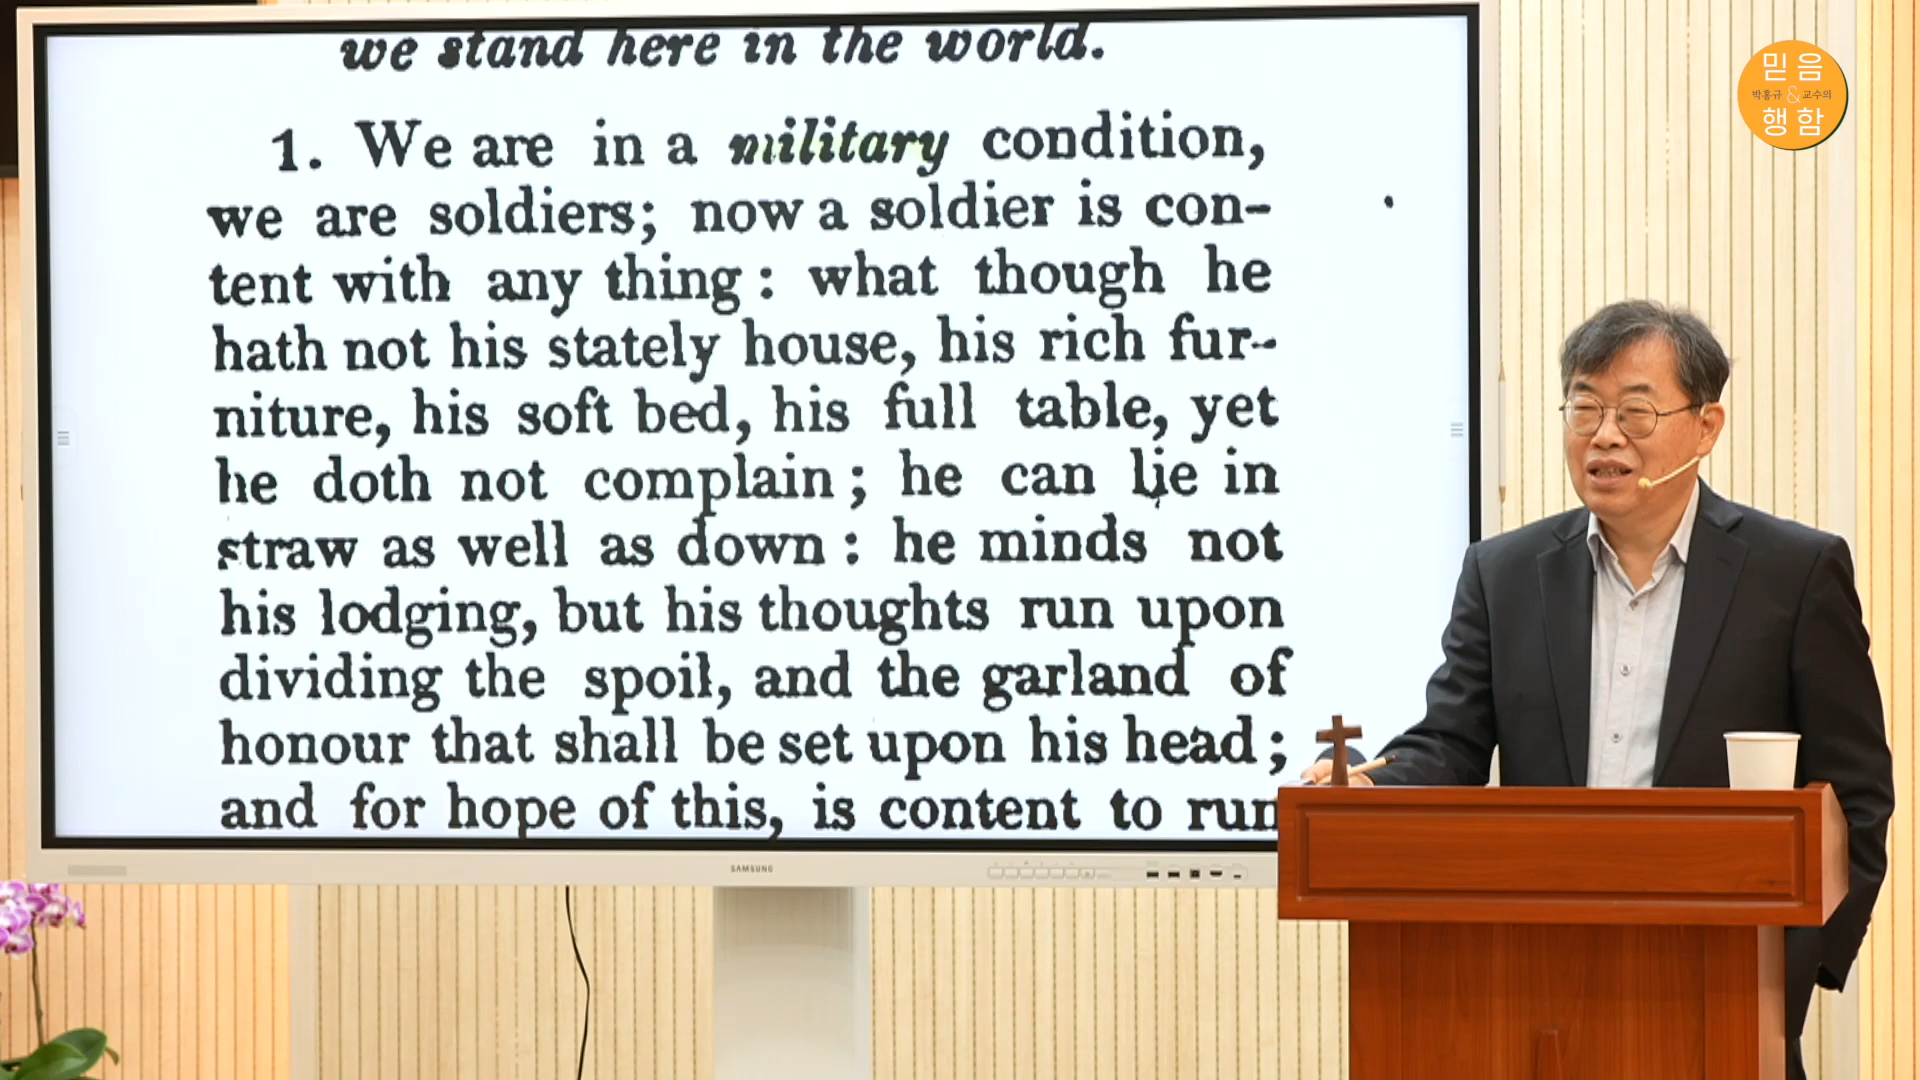 we stand here in the world.
1. We are in a military condition,
we are soldiers; now a soldier is con-
tent with any thing: what though he
hath not his stately house, his rich fur-
niture, his soft bed, his full table, yet
he doth not complain; he can lie in
straw as well as down: he minds not
his lodging, but his thoughts run upon
dividing the spoil, and the garland of
honour that shall be set upon his head;
and for hope of this, is content to run
SAMSUNG
믿음
박홍규 & 교수의
행함